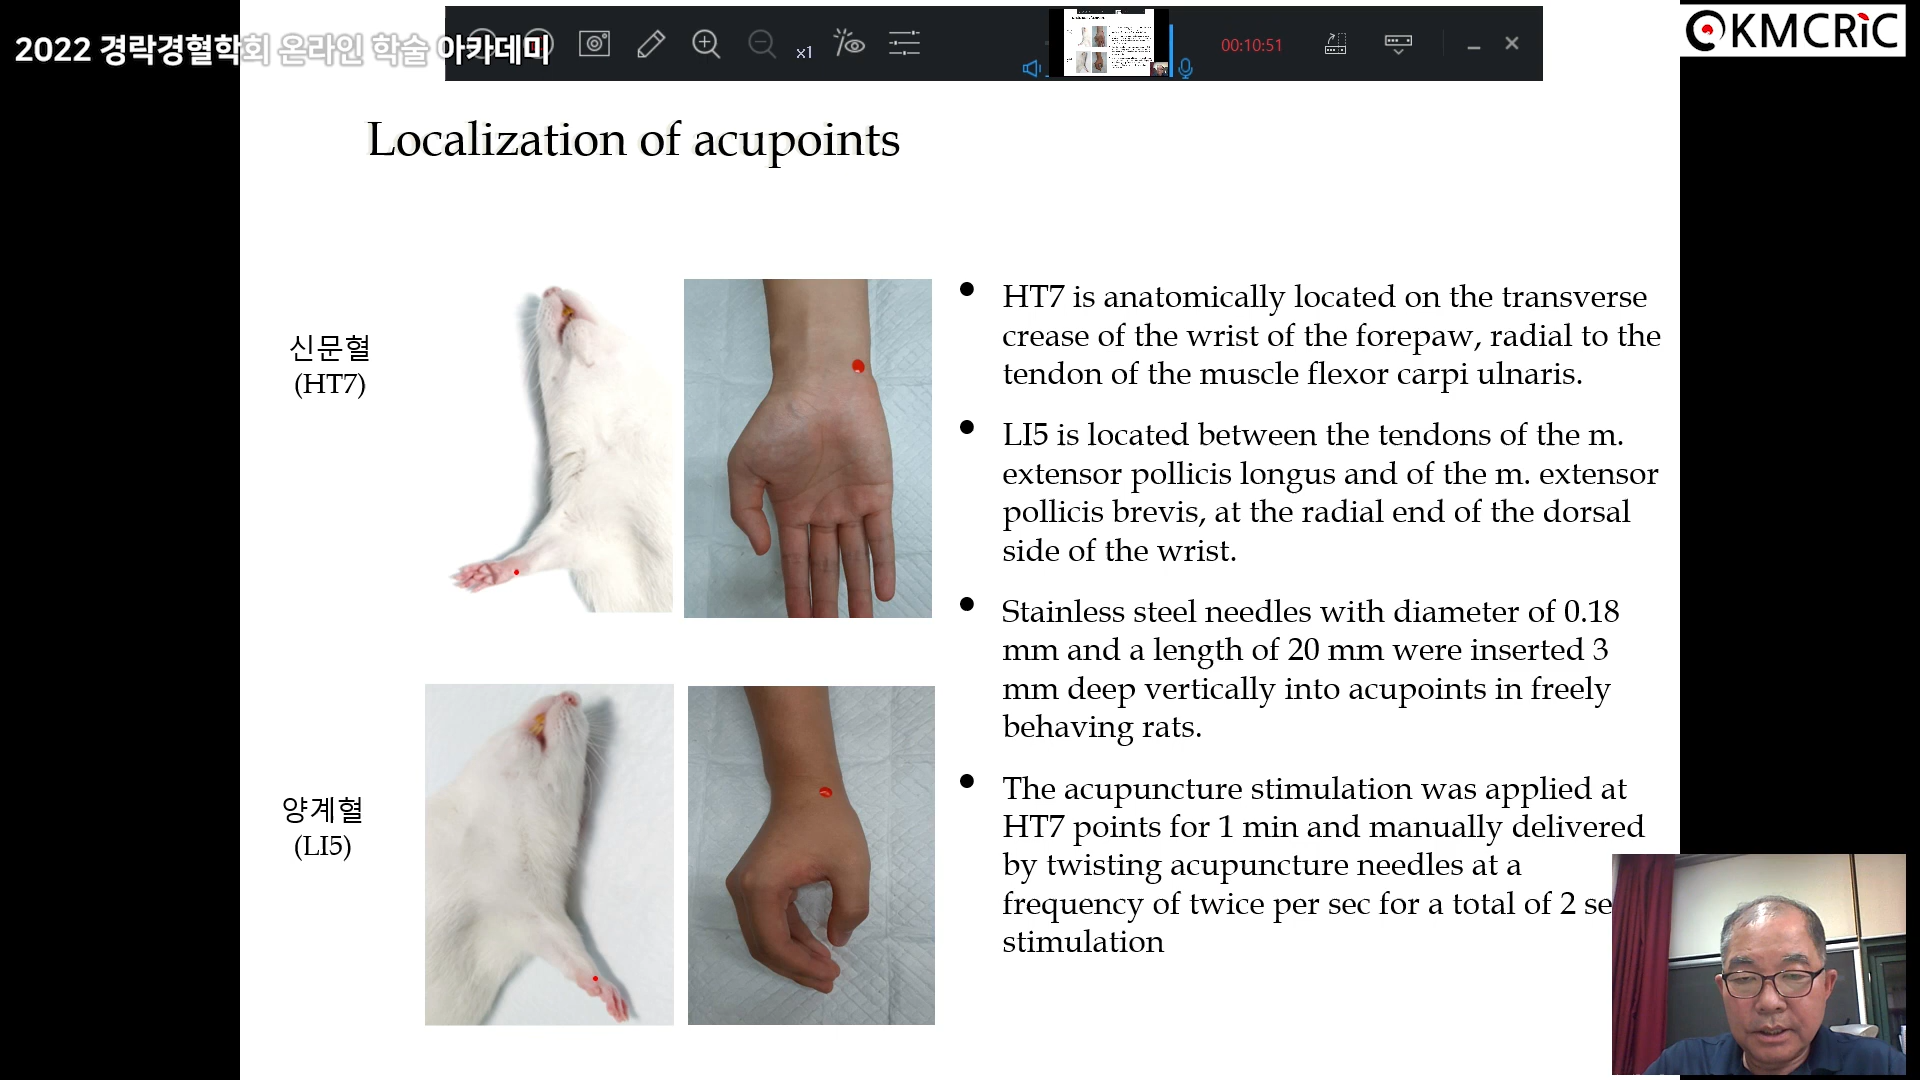 2022 경락경혈학회 온라인 학술 아카데미
x1
00:10:51
KMCRiC
Localization of acupoints
신문혈
(HT7)
양계혈
(LI5)
• HT7 is anatomically located on the transverse
crease of the wrist of the forepaw, radial to the
tendon of the muscle flexor carpi ulnaris.
• LI5 is located between the tendons of the m.
extensor pollicis longus and of the m. extensor
pollicis brevis, at the radial end of the dorsal
side of the wrist.
• Stainless steel needles with diameter of 0.18
mm and a length of 20 mm were inserted 3
mm deep vertically into acupoints in freely
behaving rats.
• The acupuncture stimulation was applied at
HT7 points for 1 min and manually delivered
by twisting acupuncture needles at a
frequency of twice per sec for a total of 2 se
stimulation